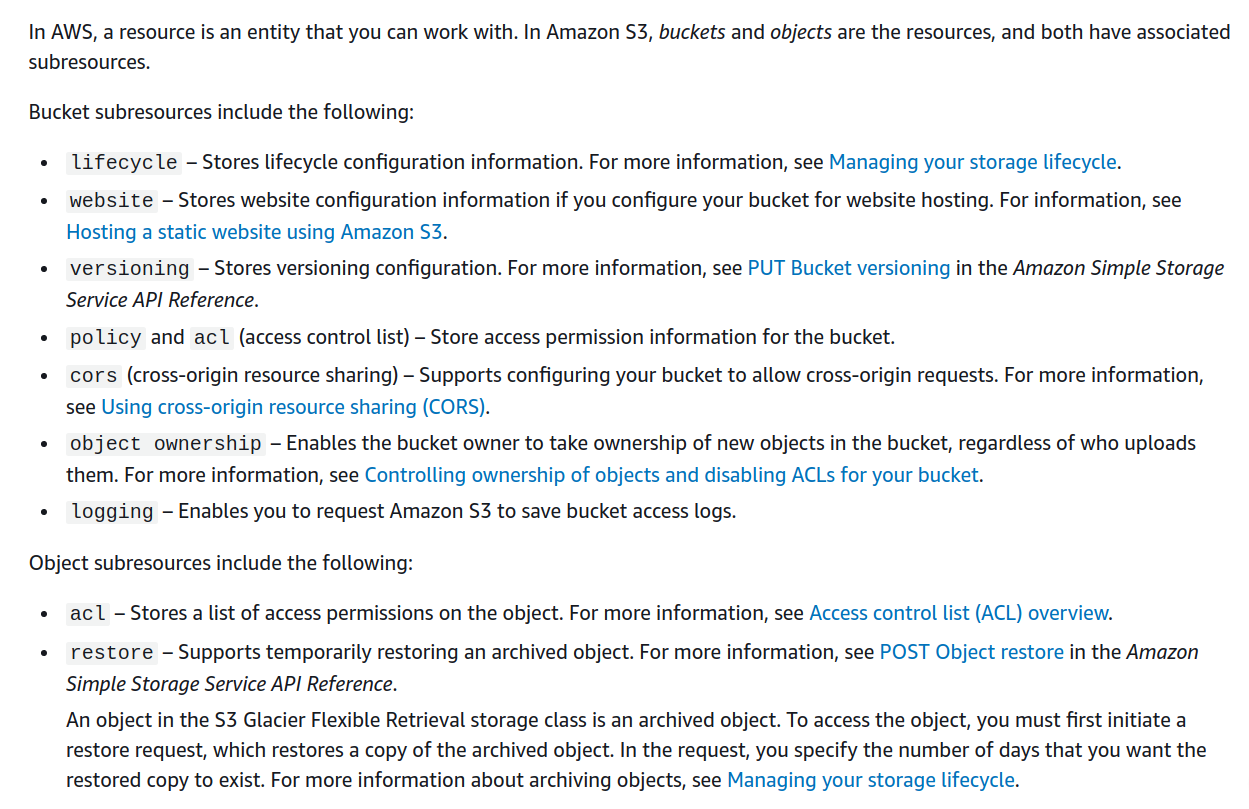 In AWS, a resource is an entity that you can work with. In Amazon S3, buckets and objects are the resources, and both have associated
subresources.
Bucket subresources include the following:
• lifecycle – Stores lifecycle configuration information. For more information, see Managing your storage lifecycle.
• website – Stores website configuration information if you configure your bucket for website hosting. For information, see
Hosting a static website using Amazon S3.
• versioning – Stores versioning configuration. For more information, see PUT Bucket versioning in the Amazon Simple Storage
Service API Reference.
• policy and acl (access control list) – Store access permission information for the bucket.
• cors (cross-origin resource sharing) – Supports configuring your bucket to allow cross-origin requests. For more information,
see Using cross-origin resource sharing (CORS).
• object ownership – Enables the bucket owner to take ownership of new objects in the bucket, regardless of who uploads
them. For more information, see Controlling ownership of objects and disabling ACLs for your bucket.
• logging – Enables you to request Amazon S3 to save bucket access logs.
Object subresources include the following:
• acl – Stores a list of access permissions on the object. For more information, see Access control list (ACL) overview.
• restore – Supports temporarily restoring an archived object. For more information, see POST Object restore in the Amazon
Simple Storage Service API Reference.
An object in the S3 Glacier Flexible Retrieval storage class is an archived object. To access the object, you must first initiate a
restore request, which restores a copy of the archived object. In the request, you specify the number of days that you want the
restored copy to exist. For more information about archiving objects, see Managing your storage lifecycle.